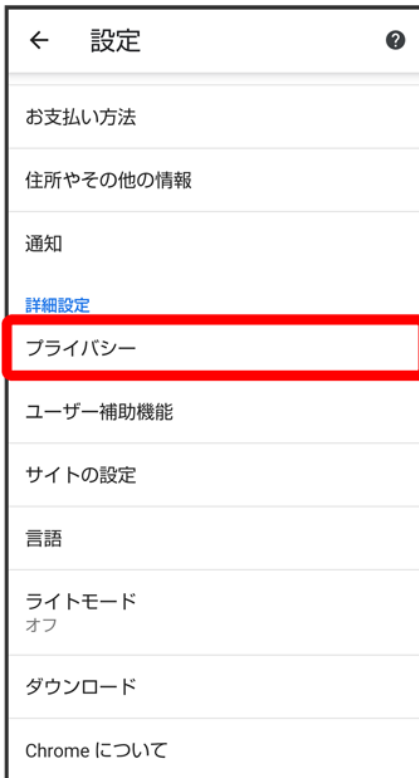 設定
お支払い方法
住所やその他の情報
通知
詳細設定
プライバシー
ユーザー補助機能
サイトの設定
言語
ライトモード
オフ
ダウンロード
Chrome について